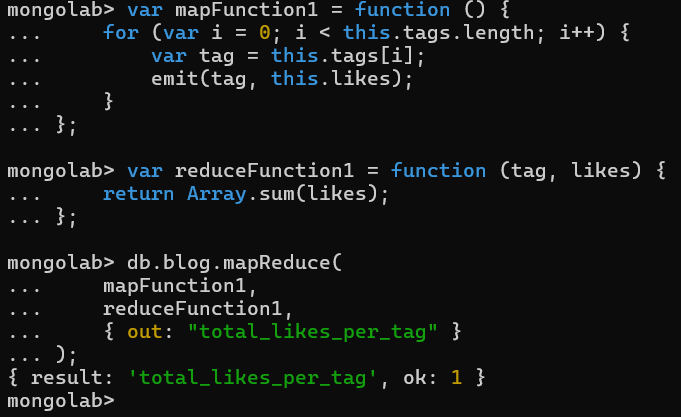 mongolab> var mapFunction1 = function () {
...     for (var i = 0; i < this.tags.length; i++) {
...         var tag = this.tags[i];
...         emit(tag, this.likes);
...     }
... };

mongolab> var reduceFunction1 = function (tag, likes) {
...     return Array.sum(likes);
... };

mongolab> db.blog.mapReduce(
...     mapFunction1,
...     reduceFunction1,
...     { out: "total_likes_per_tag" }
... );
{ result: 'total_likes_per_tag', ok: 1 }
mongolab>